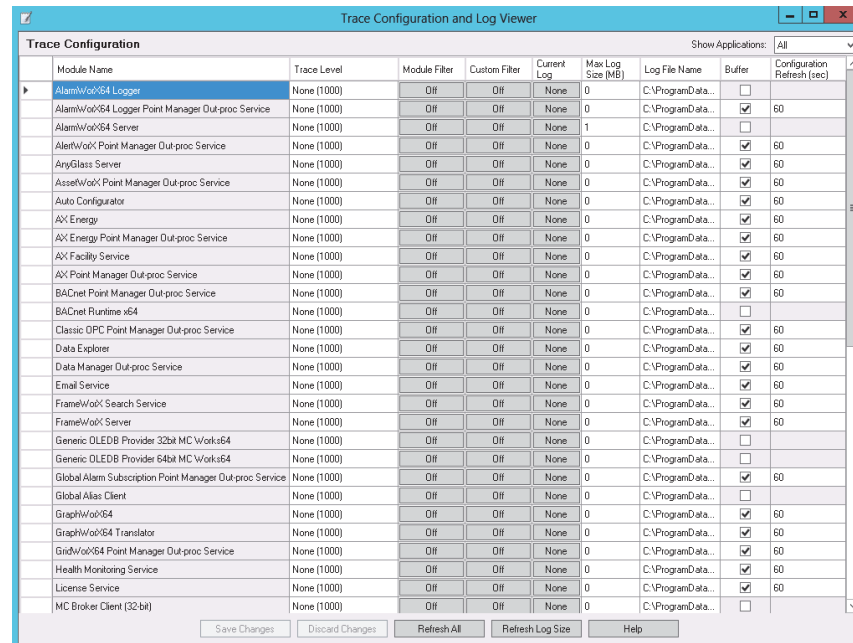 Trace Configuration and Log Viewer
Trace Configuration Show Applications: All
Module Name Trace Level Module Filter Custom Filter Current Log Max Log Size (MB) Log File Name Buffer Configuration Refresh (sec)
AlarmWorX64 Logger None (1000) Off Off None 0 C:\ProgramData...
AlarmWorX64 Logger Point Manager Out-proc Service None (1000) Off Off None 0 C:\ProgramData... 60
AlarmWorX64 Server None (1000) Off Off None 1 C:\ProgramData...
AlertWorX Point Manager Out-proc Service None (1000) Off Off None 0 C:\ProgramData... 60
AnyGlass Server None (1000) Off Off None 0 C:\ProgramData... 60
AssetWorX Point Manager Out-proc Service None (1000) Off Off None 0 C:\ProgramData... 60
Auto Configurator None (1000) Off Off None 0 C:\ProgramData... 60
AX Energy None (1000) Off Off None 0 C:\ProgramData... 60
AX Energy Point Manager Out-proc Service None (1000) Off Off None 0 C:\ProgramData... 60
AX Facility Service None (1000) Off Off None 0 C:\ProgramData... 60
AX Point Manager Out-proc Service None (1000) Off Off None 0 C:\ProgramData... 60
BACnet Point Manager Out-proc Service None (1000) Off Off None 0 C:\ProgramData... 60
BACnet Runtime x64 None (1000) Off Off None 0 C:\ProgramData...
Classic OPC Point Manager Out-proc Service None (1000) Off Off None 0 C:\ProgramData... 60
Data Explorer None (1000) Off Off None 0 C:\ProgramData... 60
Data Manager Out-proc Service None (1000) Off Off None 0 C:\ProgramData... 60
Email Service None (1000) Off Off None 0 C:\ProgramData... 60
FrameWorX Search Service None (1000) Off Off None 0 C:\ProgramData... 60
FrameWorX Server None (1000) Off Off None 0 C:\ProgramData... 60
Generic OLEDB Provider 32bit MC Works64 None (1000) Off Off None 0 C:\ProgramData...
Generic OLEDB Provider 64bit MC Works64 None (1000) Off Off None 0 C:\ProgramData...
Global Alarm Subscription Point Manager Out-proc Service None (1000) Off Off None 0 C:\ProgramData... 60
Global Alias Client None (1000) Off Off None 0 C:\ProgramData...
GraphWorX64 None (1000) Off Off None 0 C:\ProgramData... 60
GraphWorX64 Translator None (1000) Off Off None 0 C:\ProgramData... 60
GridWorX64 Point Manager Out-proc Service None (1000) Off Off None 0 C:\ProgramData... 60
Health Monitoring Service None (1000) Off Off None 0 C:\ProgramData... 60
License Service None (1000) Off Off None 0 C:\ProgramData... 60
MC Broker Client (32-bit) None (1000) Off Off None 0 C:\ProgramData...
Save Changes Discard Changes Refresh All Refresh Log Size Help